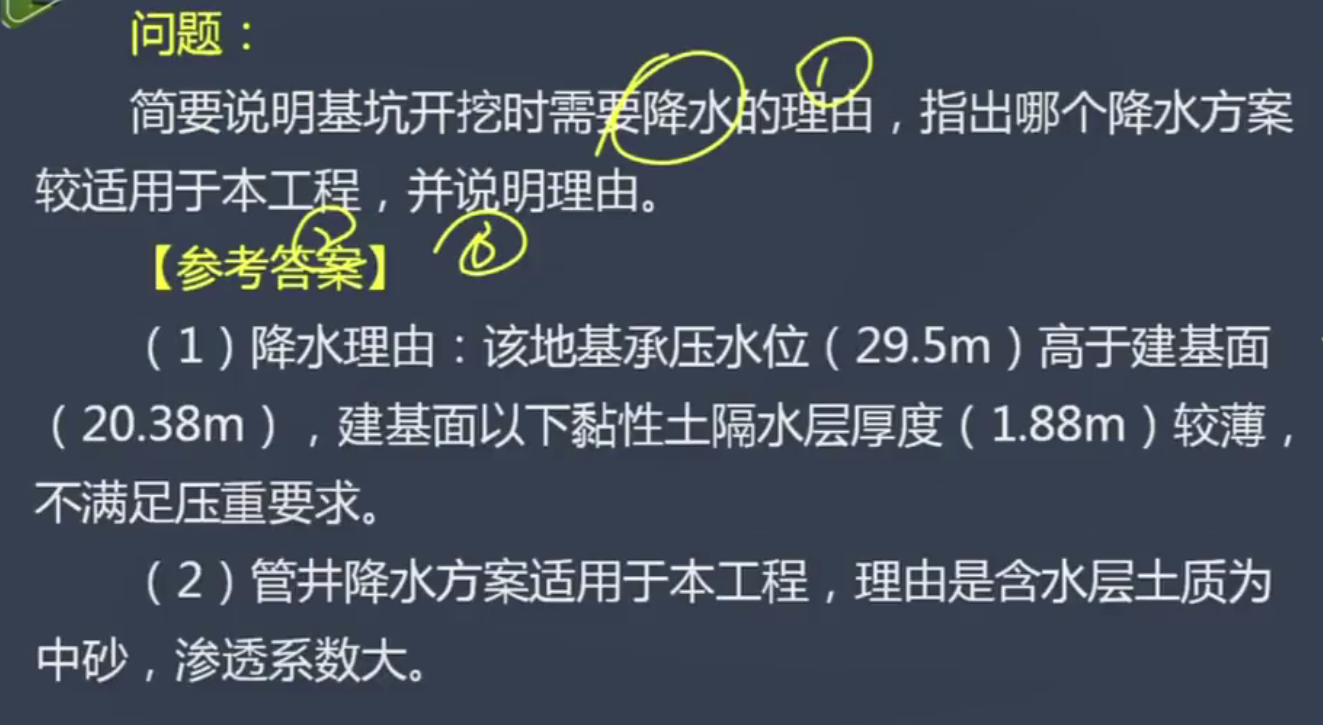 问题：
①
简要说明基坑开挖时需要降水的理由，指出哪个降水方案
较适用于本工程，并说明理由。
②
【参考答案】
（1）降水理由：该地基承压水位（29.5m）高于建基面
（20.38m），建基面以下黏性土隔水层厚度（1.88m）较薄，
不满足压重要求。
（2）管井降水方案适用于本工程，理由是含水层土质为
中砂，渗透系数大。